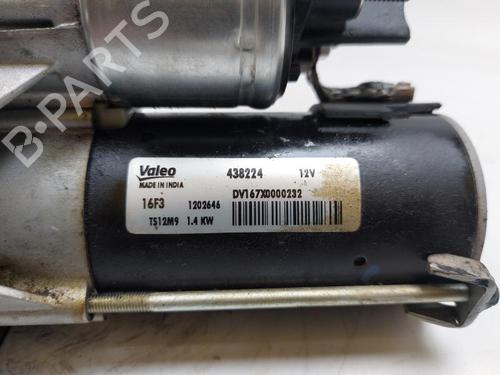 B-PARTS
Valeo 438224 12V
MADE IN INDIA DV167X0000232
16F3 1202646
TS12M9 1.4 KW